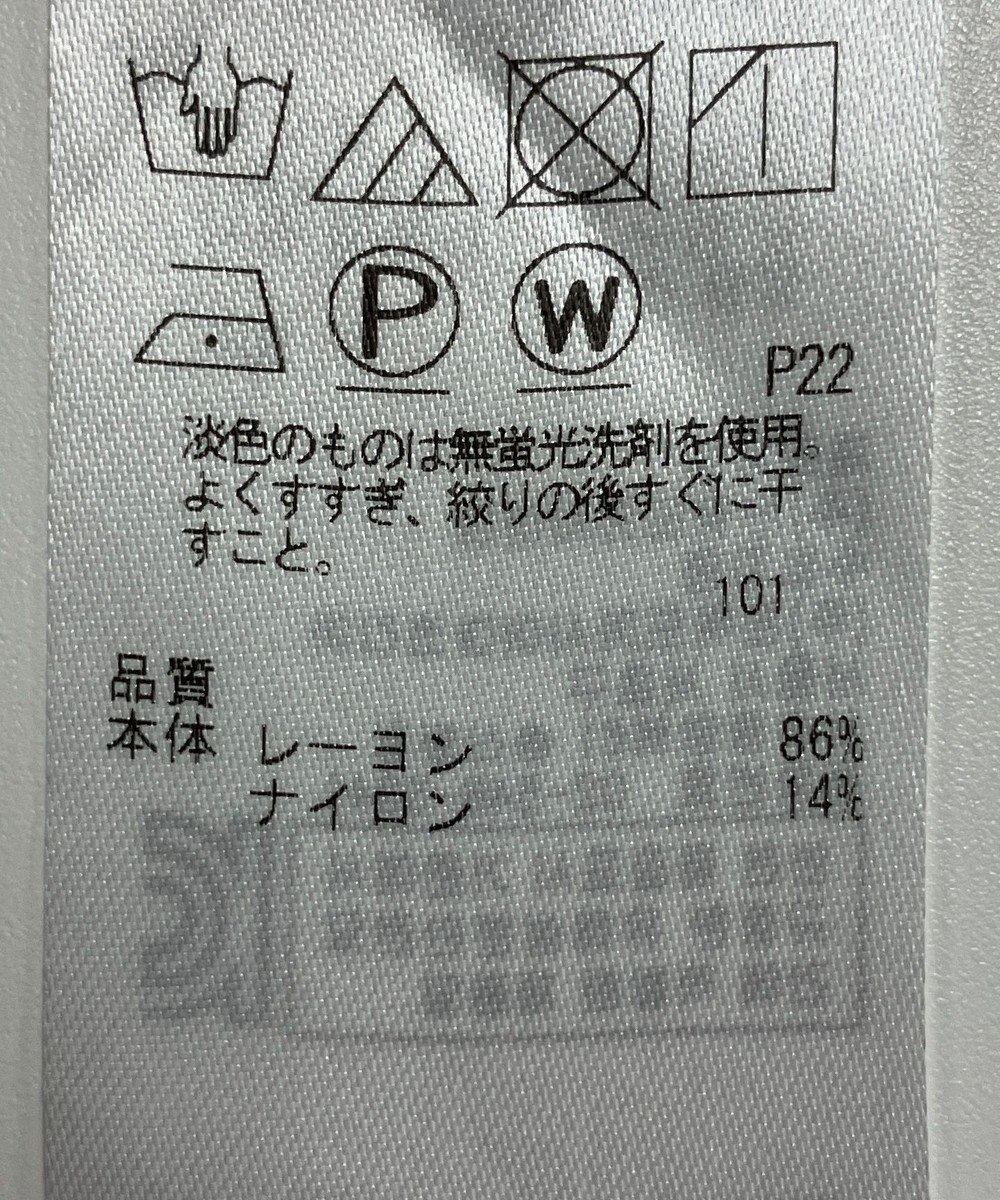 P
W
P22
淡色のものは無蛍光洗剤を使用。
よくすすぎ、絞りの後すぐに干
すこと。
101
品質
本体 レーヨン 86%
ナイロン 14%